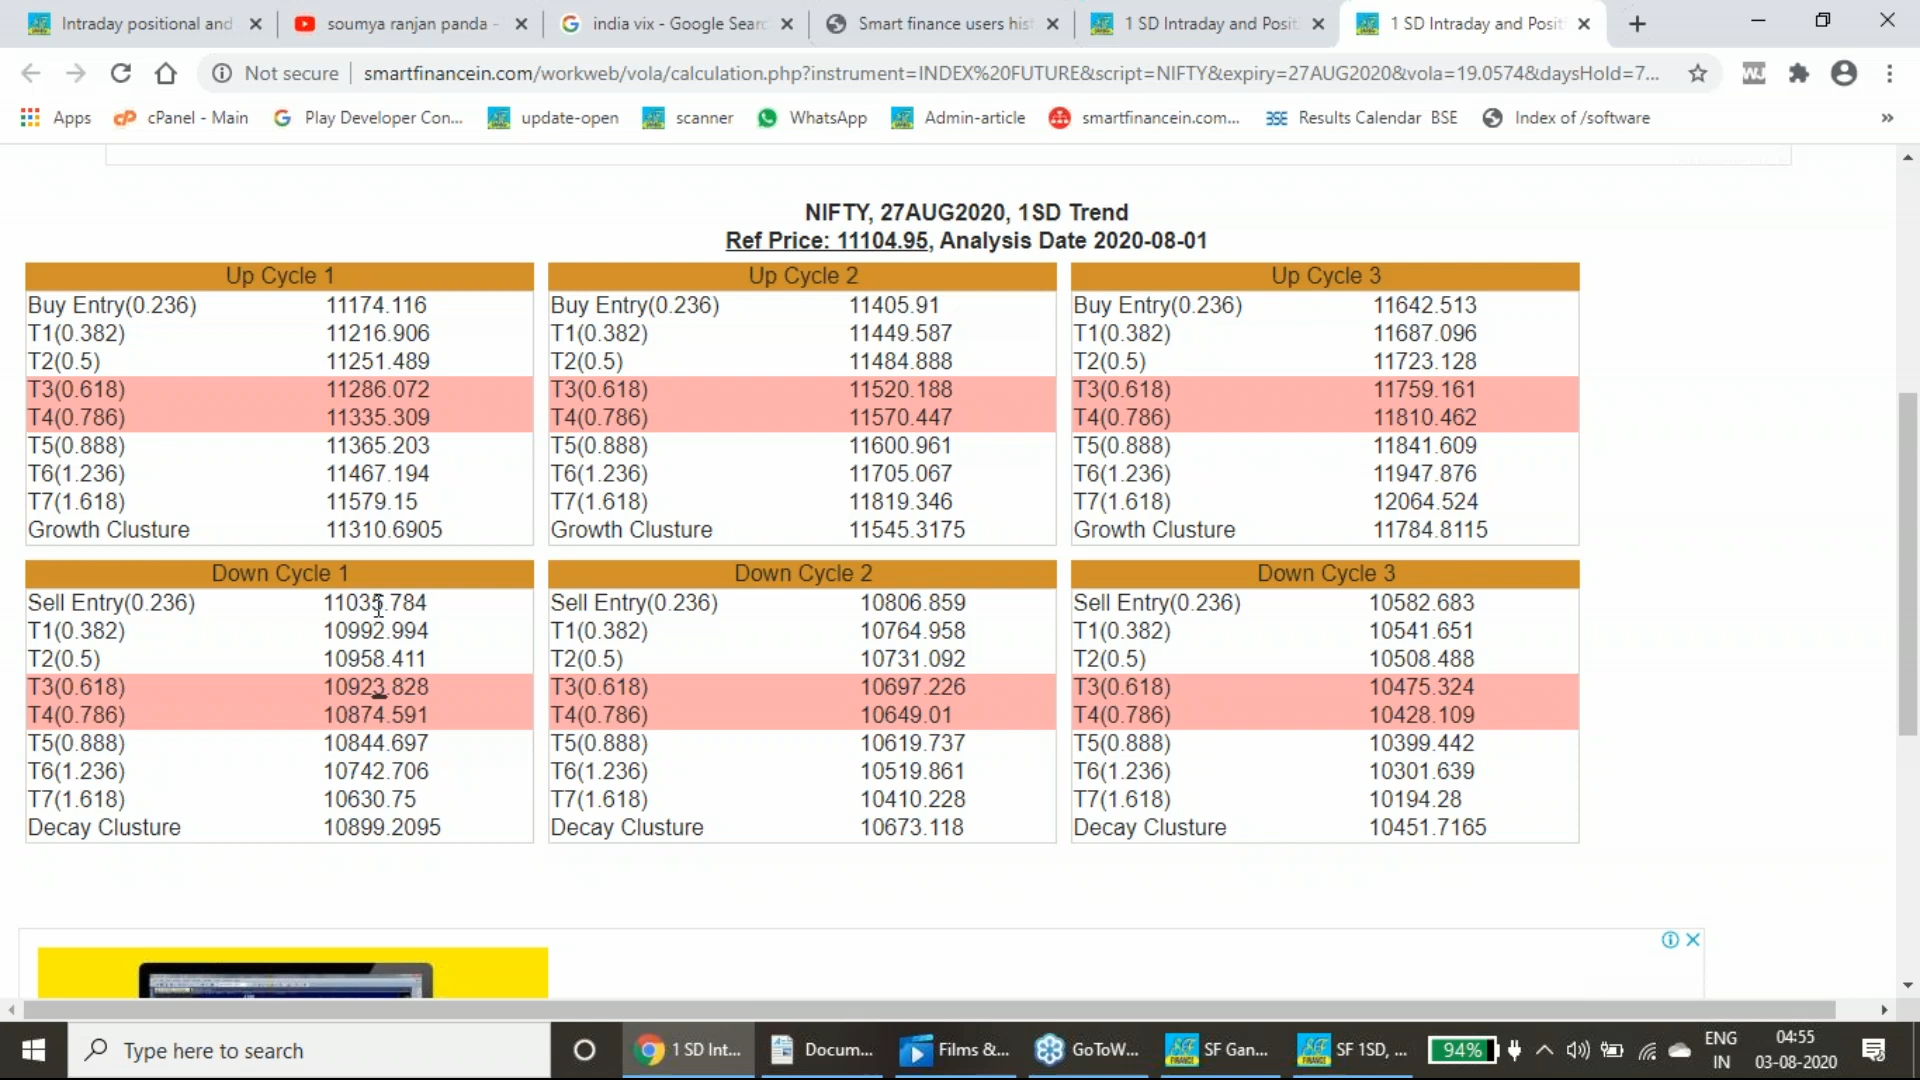 Intraday positional and
soumya ranjan panda -
india vix - Google Searc
Smart finance users his
1 SD Intraday and Posit
1 SD Intraday and Positi
Not secure
smartfinancein.com/workweb/vola/calculation.php?instrument=INDEX%20FUTURE&script=NIFTY&expiry=27AUG2020&vola=19.0574&daysHold=7...
Apps
cPanel - Main
Play Developer Con...
update-open
scanner
WhatsApp
Admin-article
smartfinancein.com...
Results Calendar BSE
Index of /software
»
NIFTY, 27AUG2020, 1SD Trend
Ref Price: 11104.95, Analysis Date 2020-08-01
Up Cycle 1
Buy Entry(0.236) 11174.116
T1(0.382) 11216.906
T2(0.5) 11251.489
T3(0.618) 11286.072
T4(0.786) 11335.309
T5(0.888) 11365.203
T6(1.236) 11467.194
T7(1.618) 11579.15
Growth Clusture 11310.6905
Up Cycle 2
Buy Entry(0.236) 11405.91
T1(0.382) 11449.587
T2(0.5) 11484.888
T3(0.618) 11520.188
T4(0.786) 11570.447
T5(0.888) 11600.961
T6(1.236) 11705.067
T7(1.618) 11819.346
Growth Clusture 11545.3175
Up Cycle 3
Buy Entry(0.236) 11642.513
T1(0.382) 11687.096
T2(0.5) 11723.128
T3(0.618) 11759.161
T4(0.786) 11810.462
T5(0.888) 11841.609
T6(1.236) 11947.876
T7(1.618) 12064.524
Growth Clusture 11784.8115
Down Cycle 1
Sell Entry(0.236) 11035.784
T1(0.382) 10992.994
T2(0.5) 10958.411
T3(0.618) 10923.828
T4(0.786) 10874.591
T5(0.888) 10844.697
T6(1.236) 10742.706
T7(1.618) 10630.75
Decay Clusture 10899.2095
Down Cycle 2
Sell Entry(0.236) 10806.859
T1(0.382) 10764.958
T2(0.5) 10731.092
T3(0.618) 10697.226
T4(0.786) 10649.01
T5(0.888) 10619.737
T6(1.236) 10519.861
T7(1.618) 10410.228
Decay Clusture 10673.118
Down Cycle 3
Sell Entry(0.236) 10582.683
T1(0.382) 10541.651
T2(0.5) 10508.488
T3(0.618) 10475.324
T4(0.786) 10428.109
T5(0.888) 10399.442
T6(1.236) 10301.639
T7(1.618) 10194.28
Decay Clusture 10451.7165
Type here to search
1 SD Int...
Docum...
Films &...
GoToW...
SF Gan...
SF 1SD, ...
94%
ENG
IN
04:55
03-08-2020